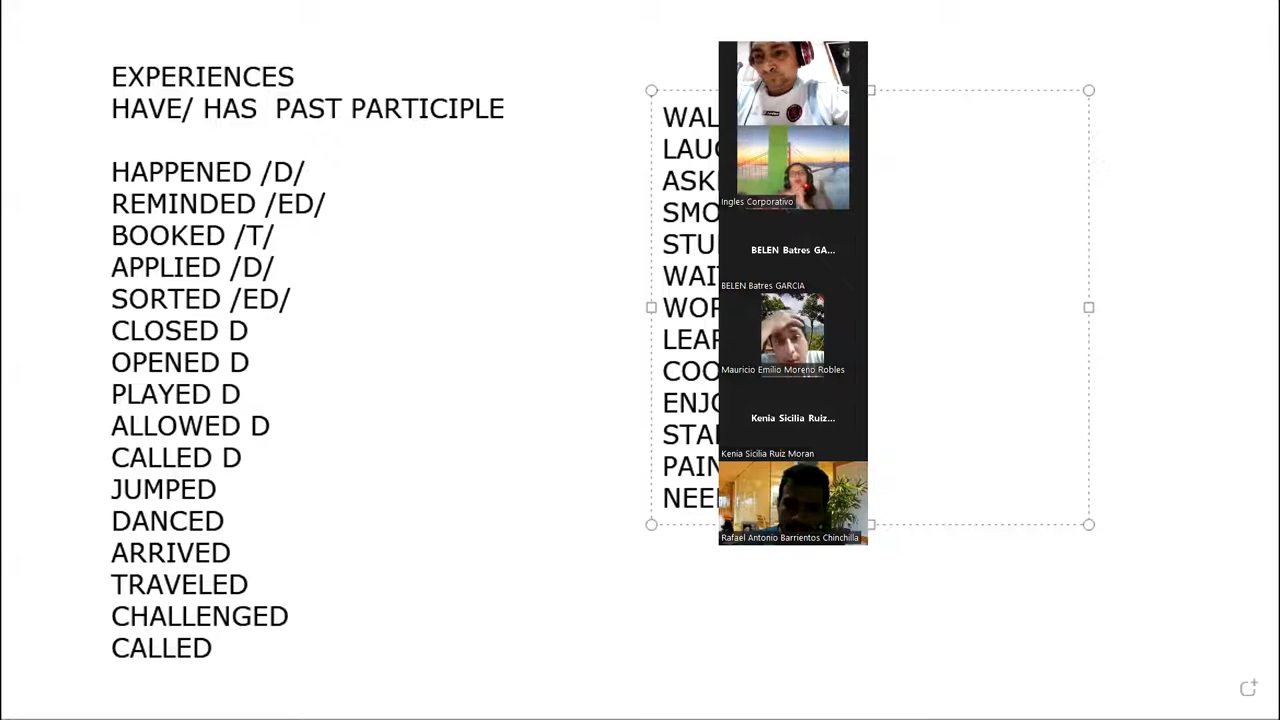 EXPERIENCES
HAVE/ HAS PAST PARTICIPLE
HAPPENED /D/
REMINDED /ED/
BOOKED /T/
APPLIED /D/
SORTED /ED/
CLOSED D
OPENED D
PLAYED D
ALLOWED D
CALLED D
JUMPED
DANCED
ARRIVED
TRAVELED
CHALLENGED
CALLED
WAL
LAU
ASK
SMO
STU
WAI
WOR
LEA
COO
ENJ
STA
PAIN
NEE
Ingles Corporativo
BELEN Batres GA...
BELEN Batres GARCIA
Mauricio Emilio Moreno Robles
Kenia Sicilia Ruiz...
Kenia Sicilia Ruiz Moran
Rafael Antonio Barrientos Chinchilla